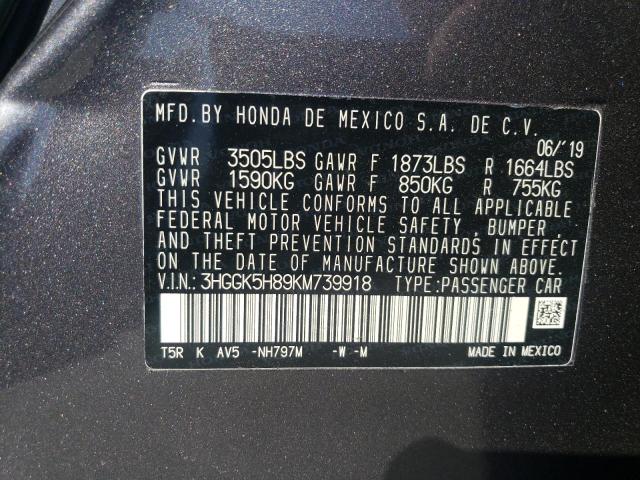 MFD.BY HONDA DE MEXICO S.A. DE C.V.
06/'19
GVWR 3505LBS GAWR F 1873LBS R 1664LBS
GVWR 1590KG GAWR F 850KG R 755KG
THIS VEHICLE CONFORMS TO ALL APPLICABLE
FEDERAL MOTOR VEHICLE SAFETY, BUMPER,
AND THEFT PREVENTION STANDARDS IN EFFECT
ON THE DATE OF MANUFACTURE SHOWN ABOVE.
V.I.N.: 3HGGK5H89KM739918 TYPE:PASSENGER CAR
T5R K AV5 -NH797M -W -M MADE IN MEXICO